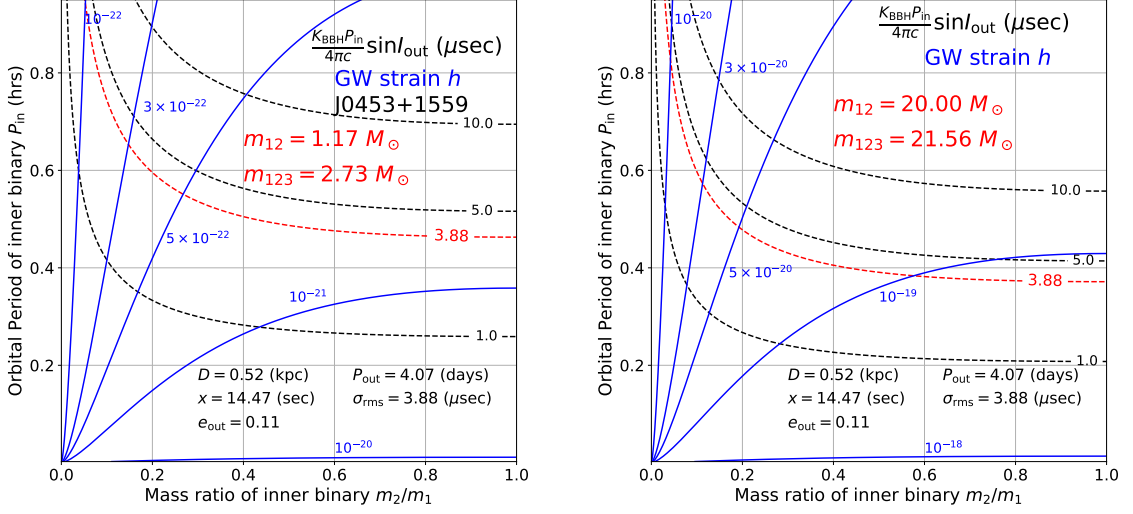 10⁻²²
K_BBH P_in / 4πc sinI_out (μsec)
GW strain h
J0453+1559
m₁₂ = 1.17 M⊙
m₁₂₃ = 2.73 M⊙
3 × 10⁻²²
5 × 10⁻²²
10⁻²¹
10⁻²⁰
10.0
5.0
3.88
1.0
D = 0.52 (kpc)
x = 14.47 (sec)
e_out = 0.11
P_out = 4.07 (days)
σ_rms = 3.88 (μsec)
0.8
0.6
0.4
0.2
0.0 0.2 0.4 0.6 0.8 1.0
Orbital Period of inner binary P_in (hrs)
Mass ratio of inner binary m₂/m₁
10⁻²⁰
K_BBH P_in / 4πc sinI_out (μsec)
GW strain h
m₁₂ = 20.00 M⊙
m₁₂₃ = 21.56 M⊙
3 × 10⁻²⁰
5 × 10⁻²⁰
10⁻¹⁹
10⁻¹⁸
10.0
5.0
3.88
1.0
D = 0.52 (kpc)
x = 14.47 (sec)
e_out = 0.11
P_out = 4.07 (days)
σ_rms = 3.88 (μsec)
0.8
0.6
0.4
0.2
0.0 0.2 0.4 0.6 0.8 1.0
Orbital Period of inner binary P_in (hrs)
Mass ratio of inner binary m₂/m₁